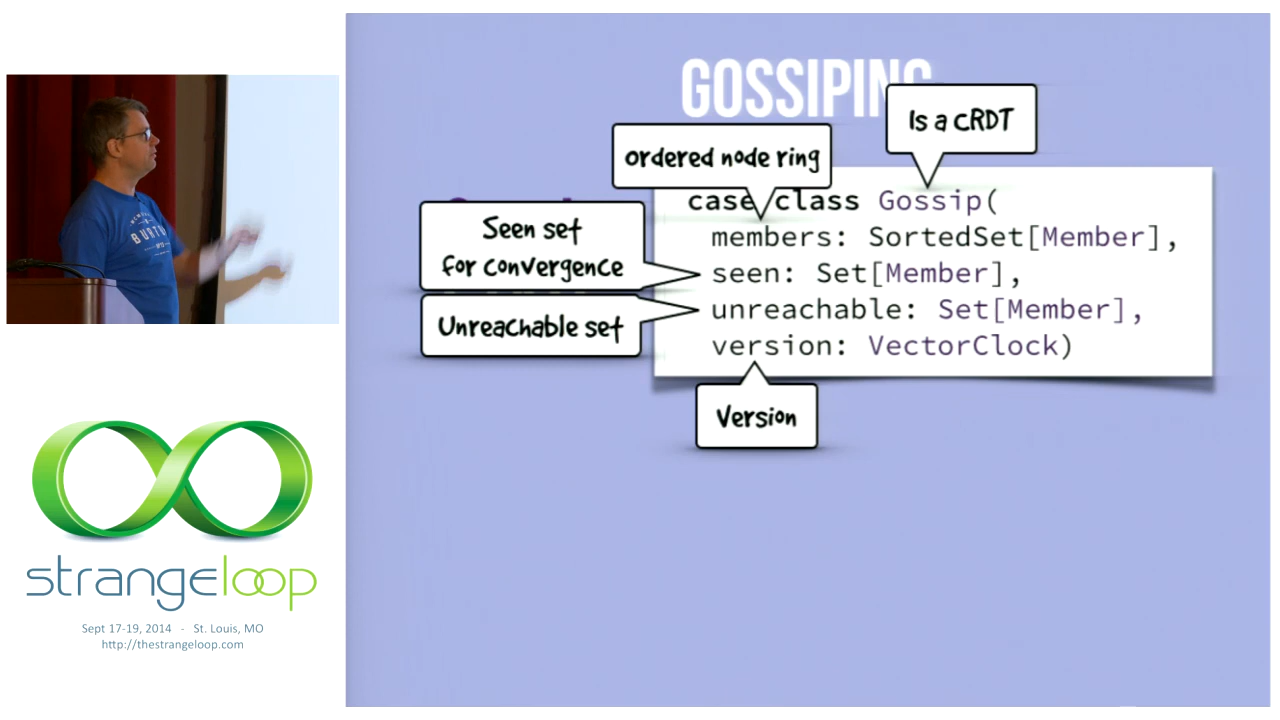 GOSSIPING
Is a CRDT
ordered node ring
case class Gossip(
Seen set
for convergence
members: SortedSet[Member],
seen: Set[Member],
unreachable: Set[Member],
Unreachable set
version: VectorClock)
Version
BURTON
strangeloop
Sept 17-19, 2014 - St. Louis, MO
http://thestrangeloop.com